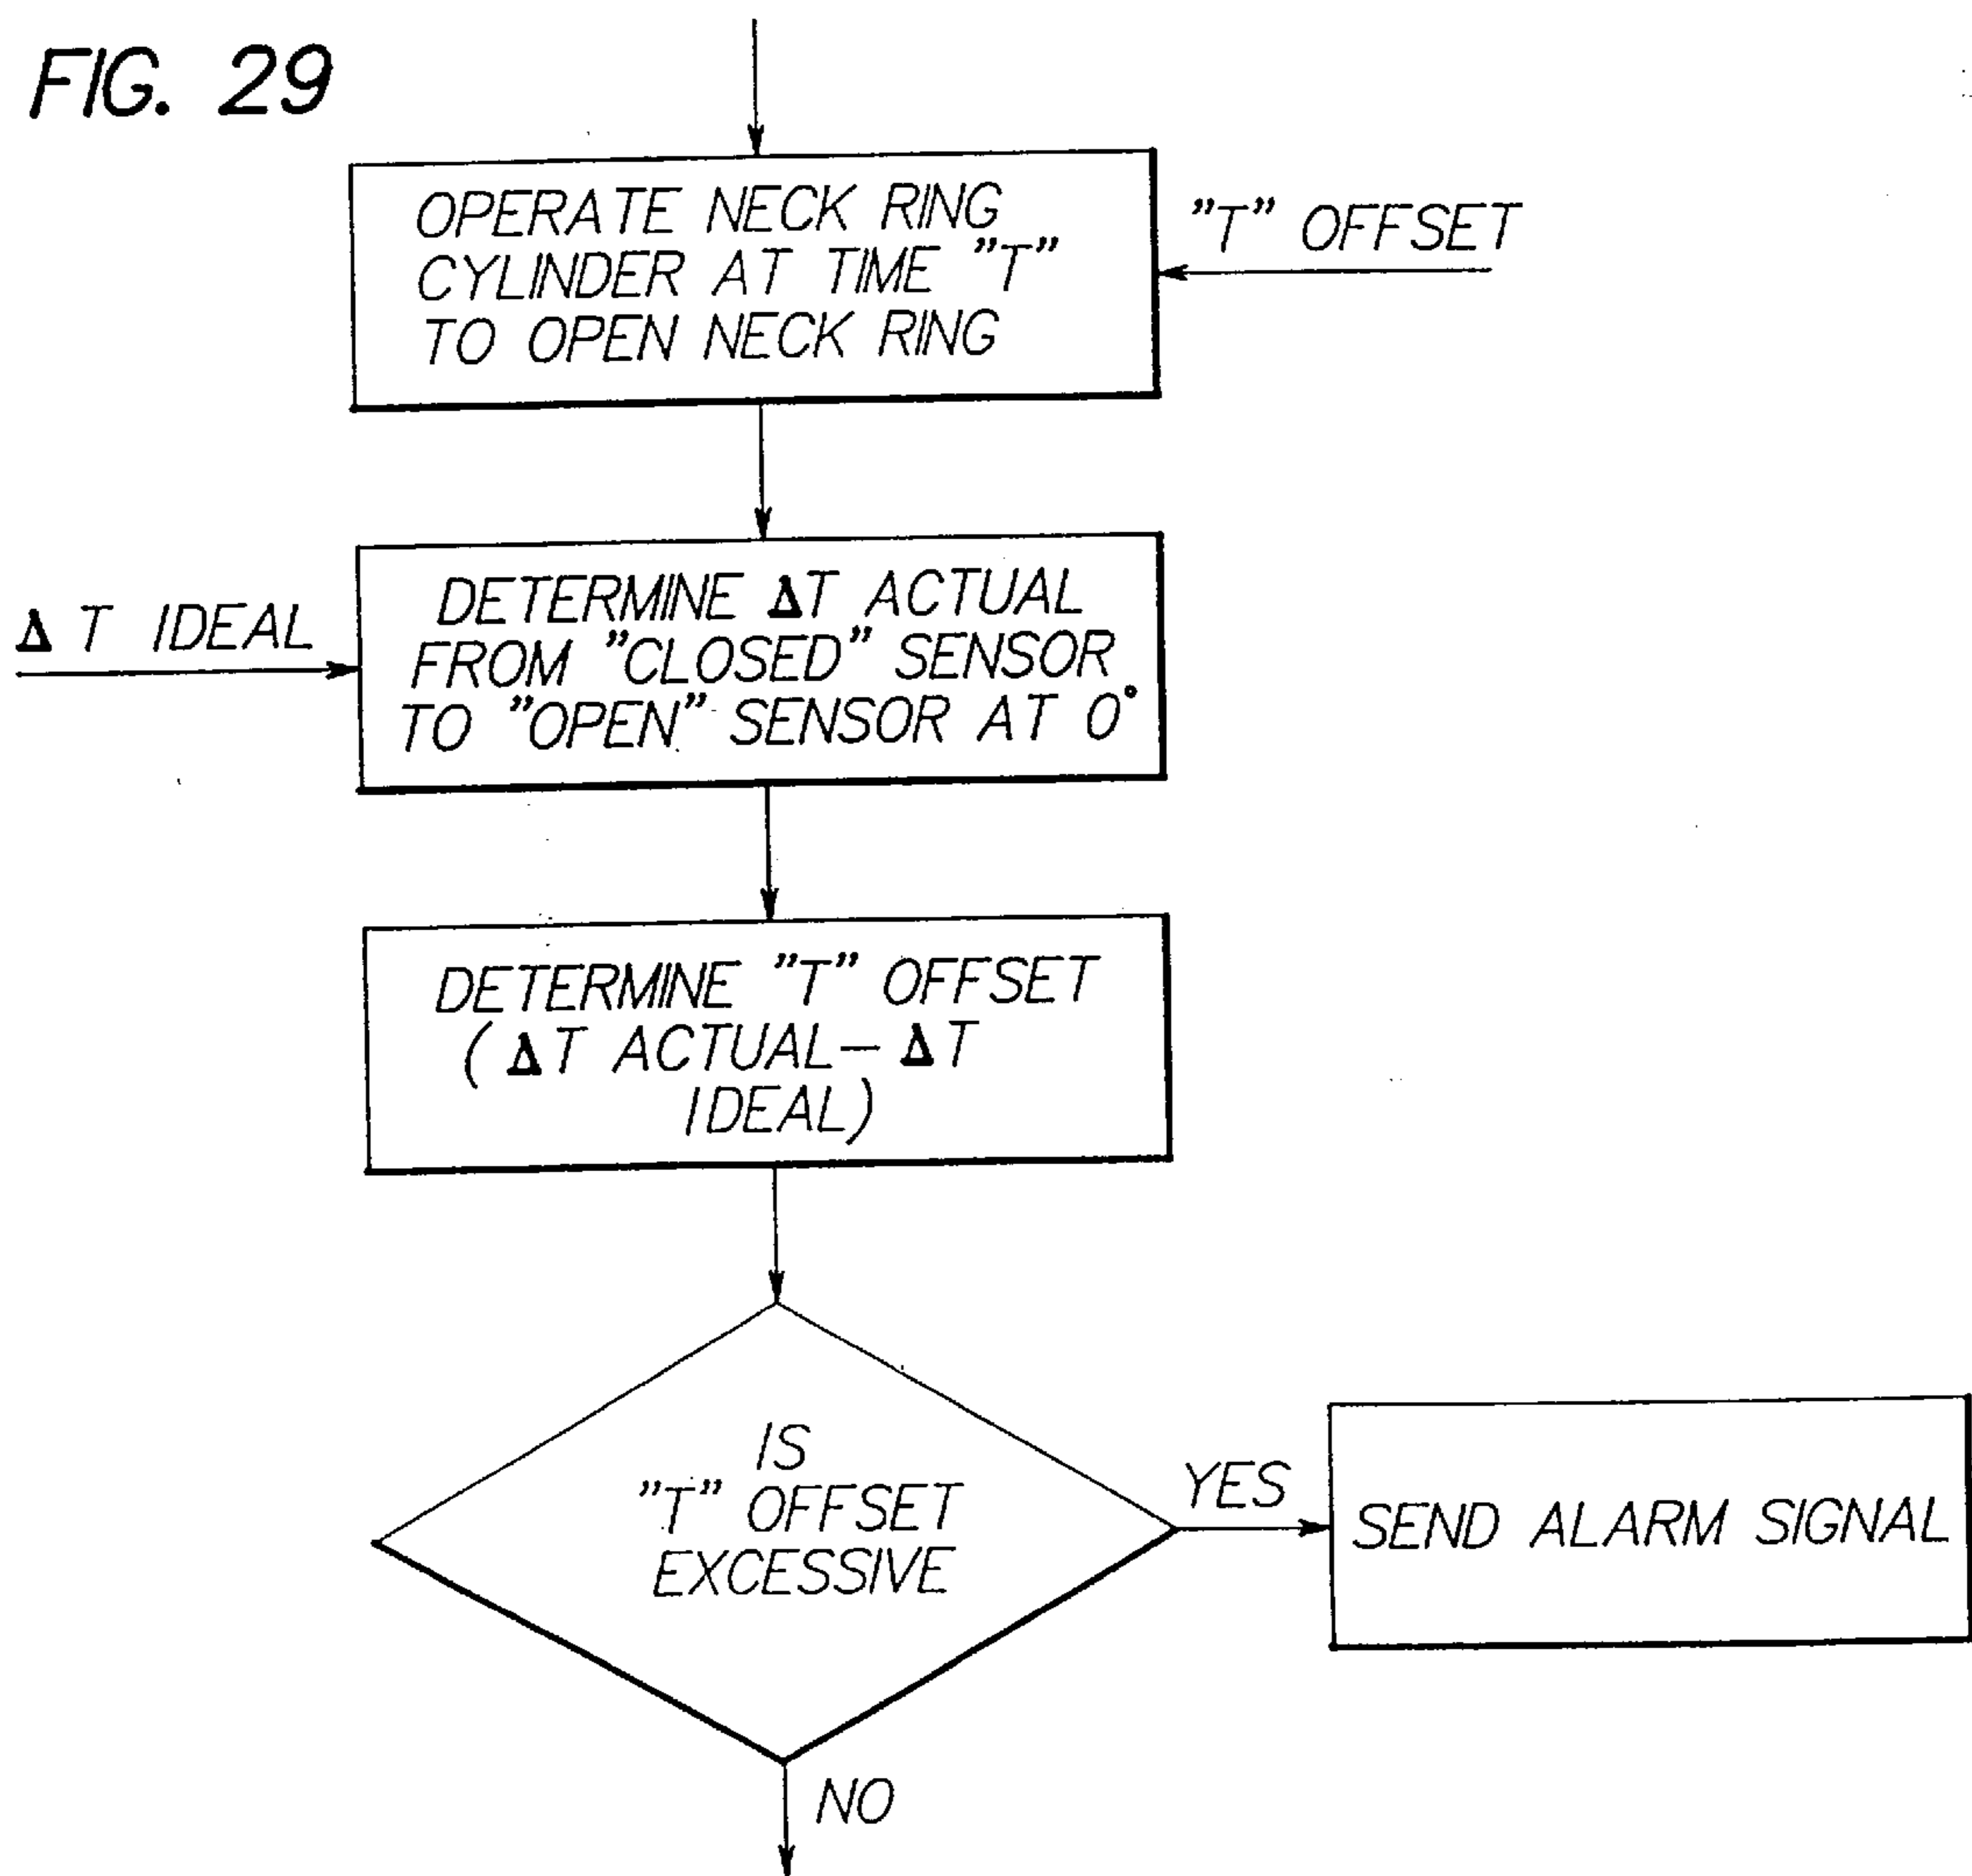 FIG. 29
OPERATE NECK RING
CYLINDER AT TIME "T"
TO OPEN NECK RING
"T" OFFSET
Δ T IDEAL
DETERMINE ΔT ACTUAL
FROM "CLOSED" SENSOR
TO "OPEN" SENSOR AT 0°
DETERMINE "T" OFFSET
(ΔT ACTUAL– ΔT
IDEAL)
IS
"T" OFFSET
EXCESSIVE
YES
SEND ALARM SIGNAL
NO